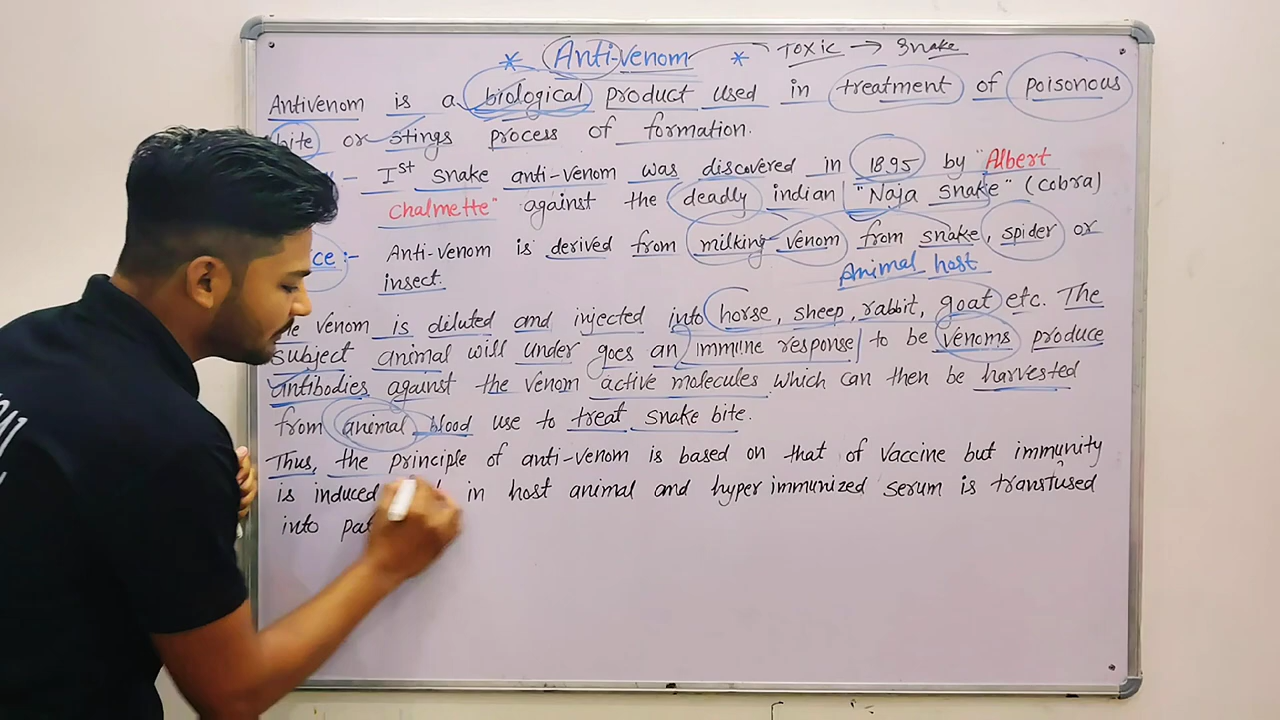 * Anti-venom * Toxic → Snake
Antivenom is a biological product used in treatment of poisonous
bite or stings process of formation.
:- Ist snake anti-venom was discovered in 1895 by "Albert
Chalmette" against the deadly indian "Naja snake" (cobra)
:- Anti-venom is derived from milking venom from snake, spider or
insect.
Animal host
venom is diluted and injected into horse, sheep, rabbit, goat etc. The
subject animal will under goes an immune response to be venoms produce
antibodies against the venom active molecules which can then be harvested
from animal blood use to treat snake bite.
Thus, the principle of anti-venom is based on that of vaccine but immunity
is induced in host animal and hyper immunized serum is transfused
into